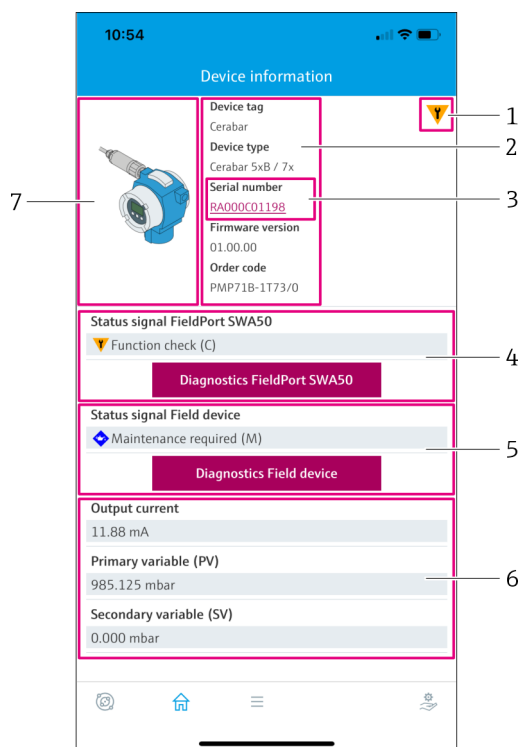 10:54
Device information
Device tag
Cerabar
Device type
Cerabar 5xB / 7x
Serial number
RA000C01198
Firmware version
01.00.00
Order code
PMP71B-1T73/0
1
2
3
7
Status signal FieldPort SWA50
Function check (C)
Diagnostics FieldPort SWA50
4
Status signal Field device
Maintenance required (M)
Diagnostics Field device
5
Output current
11.88 mA
Primary variable (PV)
985.125 mbar
Secondary variable (SV)
0.000 mbar
6